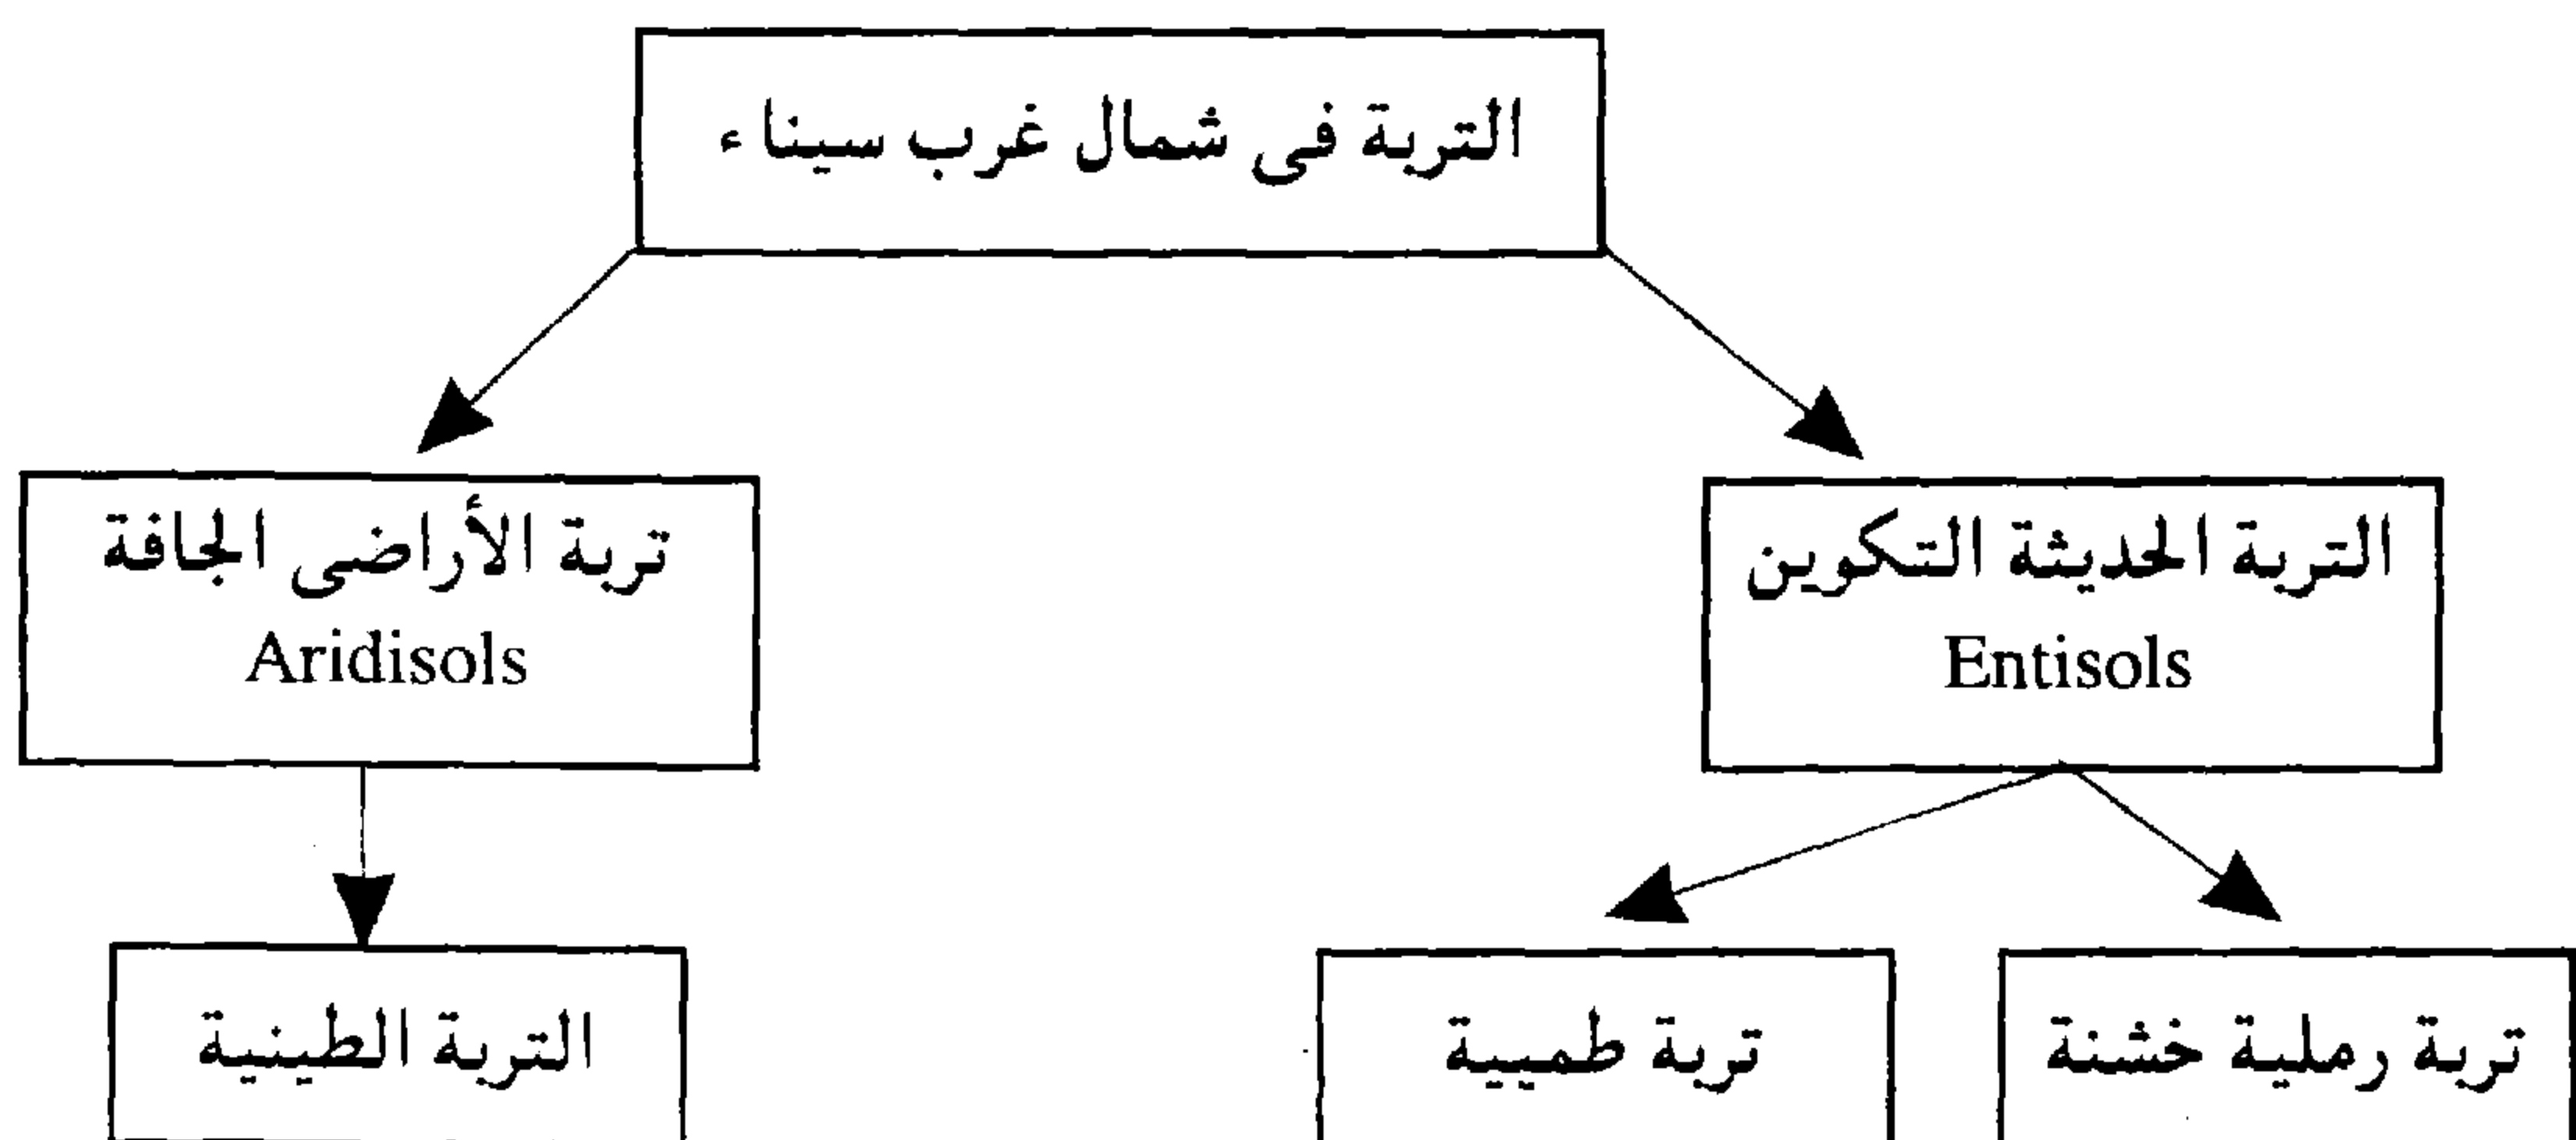 التربة فى شمال غرب سيناء
التربة الحديثة التكوين
Entisols
تربة الأراضى الجافة
Aridisols
تربة رملية خشنة
تربة طميية
التربة الطينية